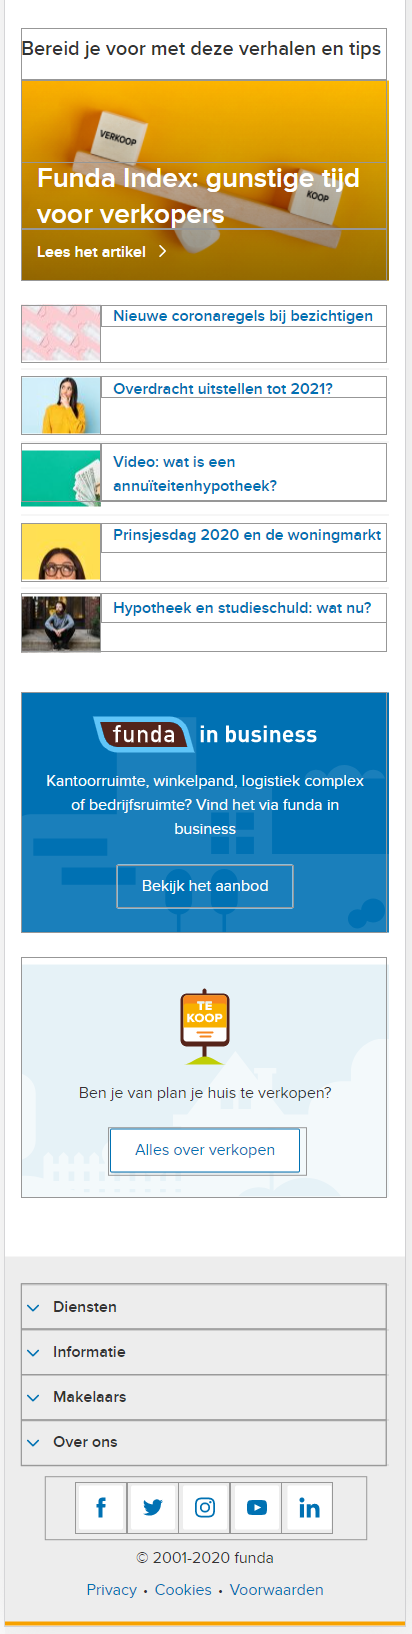 Bereid je voor met deze verhalen en tips
VERKOOP
KOOP
Funda Index: gunstige tijd
voor verkopers
Lees het artikel
Nieuwe coronaregels bij bezichtigen
Overdracht uitstellen tot 2021?
Video: wat is een
annuïteitenhypotheek?
Prinsjesdag 2020 en de woningmarkt
Hypotheek en studieschuld: wat nu?
funda in business
Kantoorruimte, winkelpand, logistiek complex
of bedrijfsruimte? Vind het via funda in
business
Bekijk het aanbod
TE
KOOP
Ben je van plan je huis te verkopen?
Alles over verkopen
Diensten
Informatie
Makelaars
Over ons
© 2001-2020 funda
Privacy • Cookies • Voorwaarden